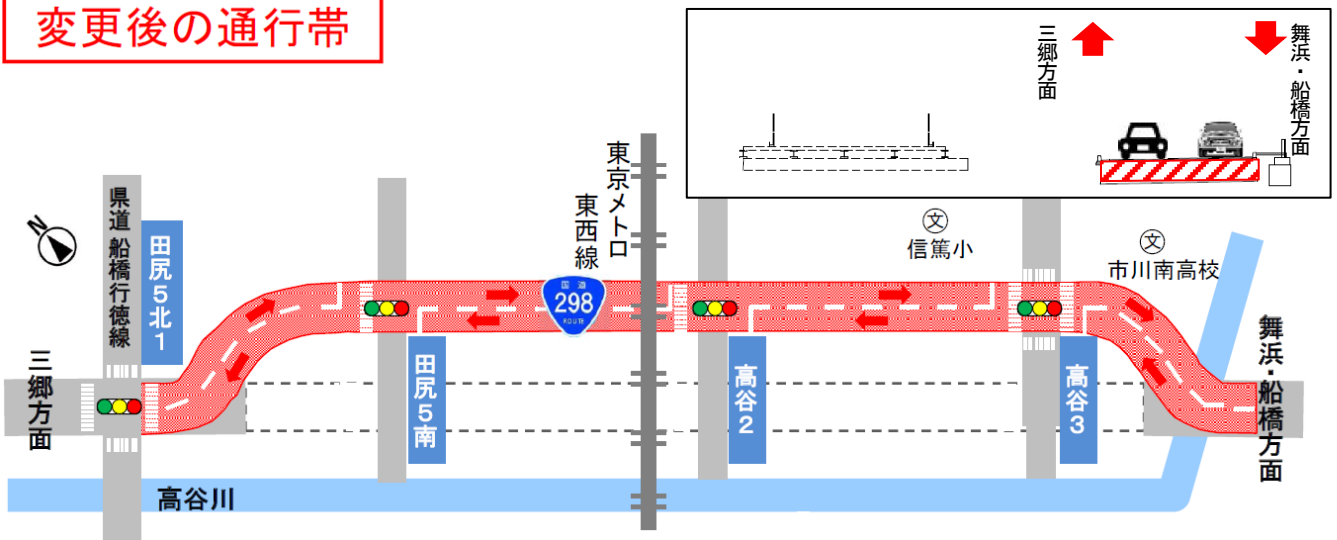 変更後の通行帯
三郷方面
舞浜・船橋方面
東京メトロ
東西線
県道 船橋行徳線
田尻5北1
N
文
信篤小
文
市川南高校
国道
298
ROUTE
三郷方面
田尻5南
高谷2
高谷3
舞浜・船橋方面
高谷川